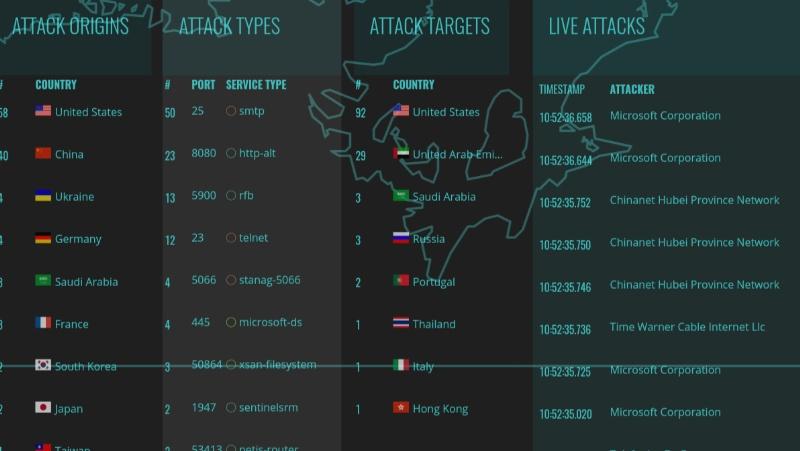 ATTACK ORIGINS
# COUNTRY
58 United States
40 China
4 Ukraine
4 Germany
3 Saudi Arabia
3 France
2 South Korea
2 Japan
1 Taiwan
ATTACK TYPES
# PORT SERVICE TYPE
50 25 smtp
23 8080 http-alt
13 5900 rfb
12 23 telnet
4 5066 stanag-5066
4 445 microsoft-ds
3 50864 xsan-filesystem
2 1947 sentinelsrm
2 53413 netis-router
ATTACK TARGETS
# COUNTRY
92 United States
29 United Arab Emi...
3 Saudi Arabia
3 Russia
2 Portugal
1 Thailand
1 Italy
1 Hong Kong
LIVE ATTACKS
TIMESTAMP ATTACKER
10:52:36.658 Microsoft Corporation
10:52:36.644 Microsoft Corporation
10:52:35.752 Chinanet Hubei Province Network
10:52:35.750 Chinanet Hubei Province Network
10:52:35.746 Chinanet Hubei Province Network
10:52:35.736 Time Warner Cable Internet Llc
10:52:35.725 Microsoft Corporation
10:52:35.020 Microsoft Corporation